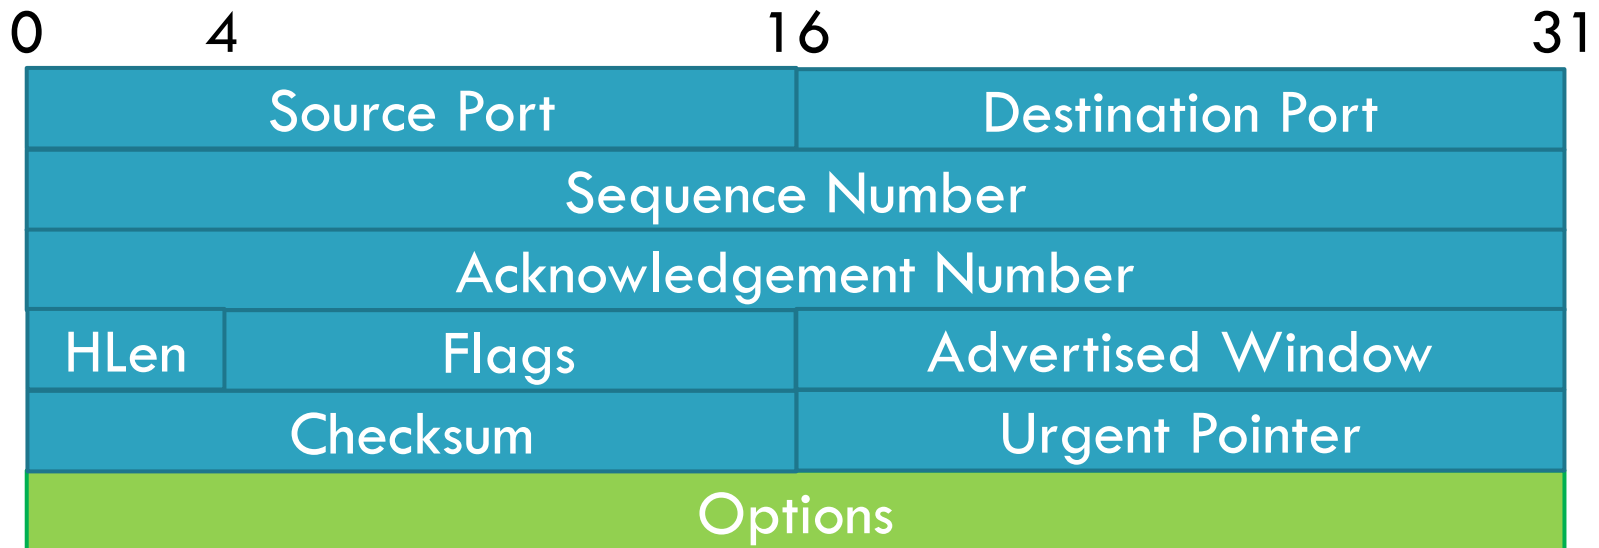 0 4 16 31
Source Port Destination Port
Sequence Number
Acknowledgement Number
HLen Flags Advertised Window
Checksum Urgent Pointer
Options